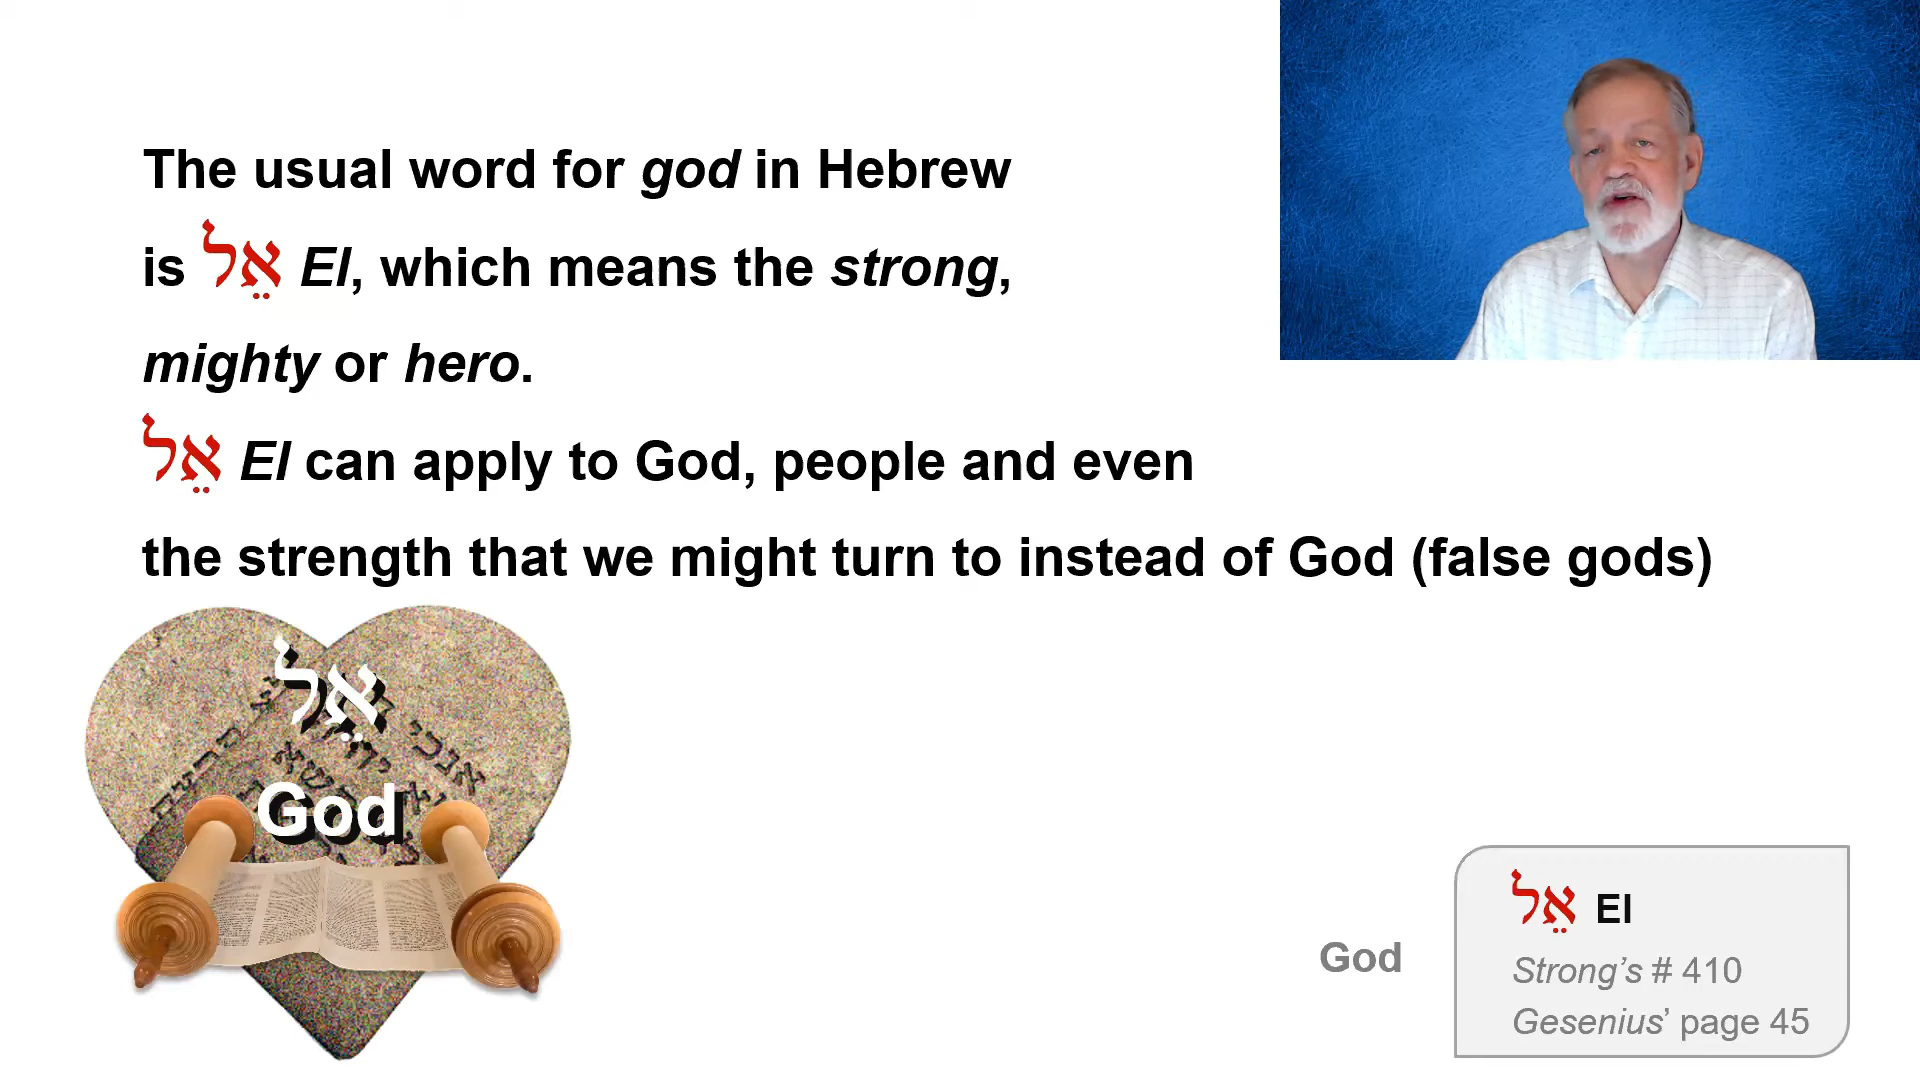 The usual word for god in Hebrew
is אֵל El, which means the strong,
mighty or hero.
אֵל El can apply to God, people and even
the strength that we might turn to instead of God (false gods)
אֵל
אנכי
God
God
אֵל El
Strong’s # 410
Gesenius’ page 45